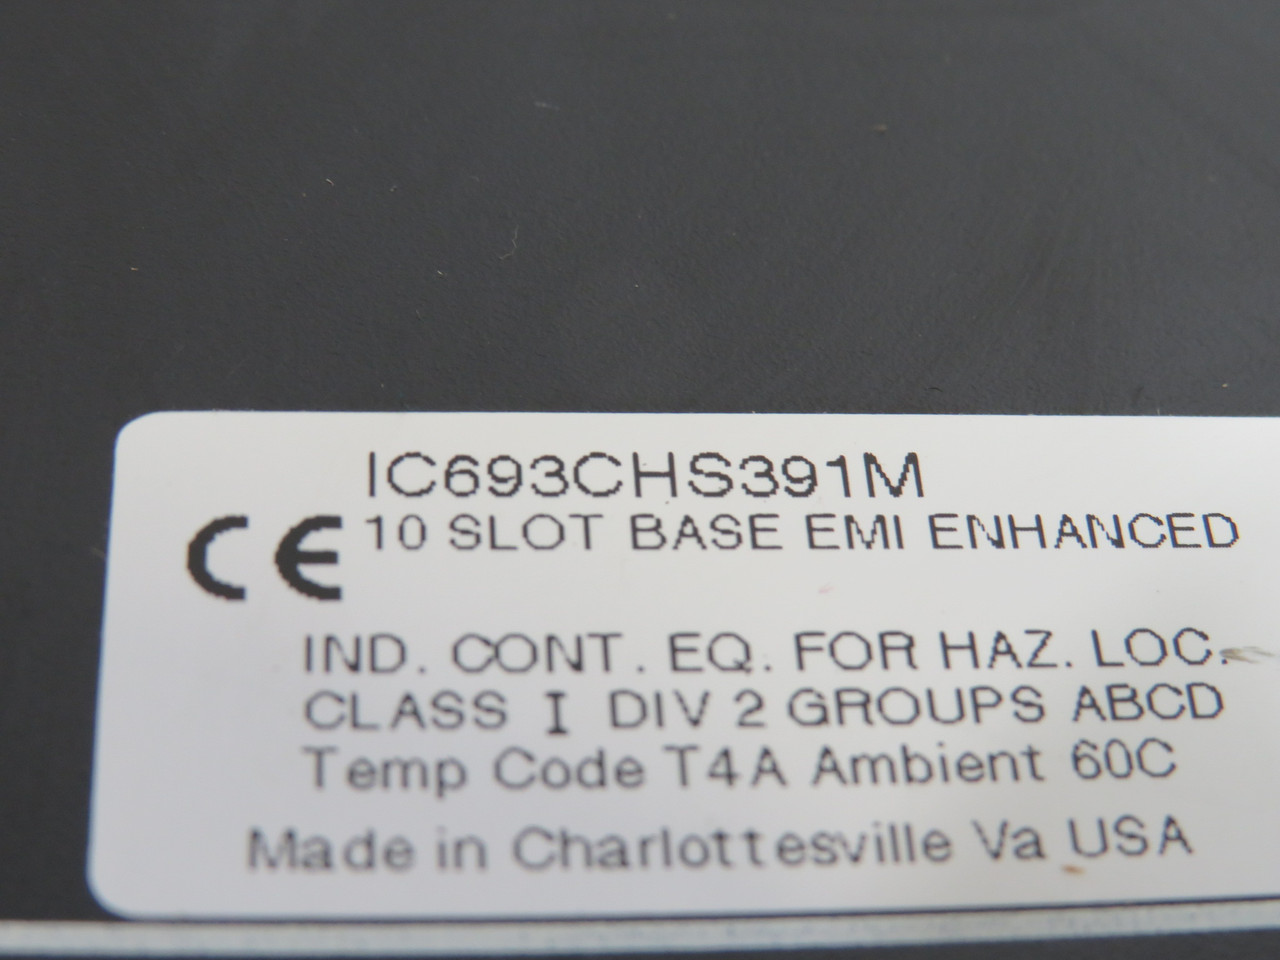 IC693CHS391M
CE 10 SLOT BASE EMI ENHANCED
IND. CONT. EQ. FOR HAZ. LOC.
CLASS I DIV 2 GROUPS ABCD
Temp Code T4A Ambient 60C
Made in Charlottesville Va USA